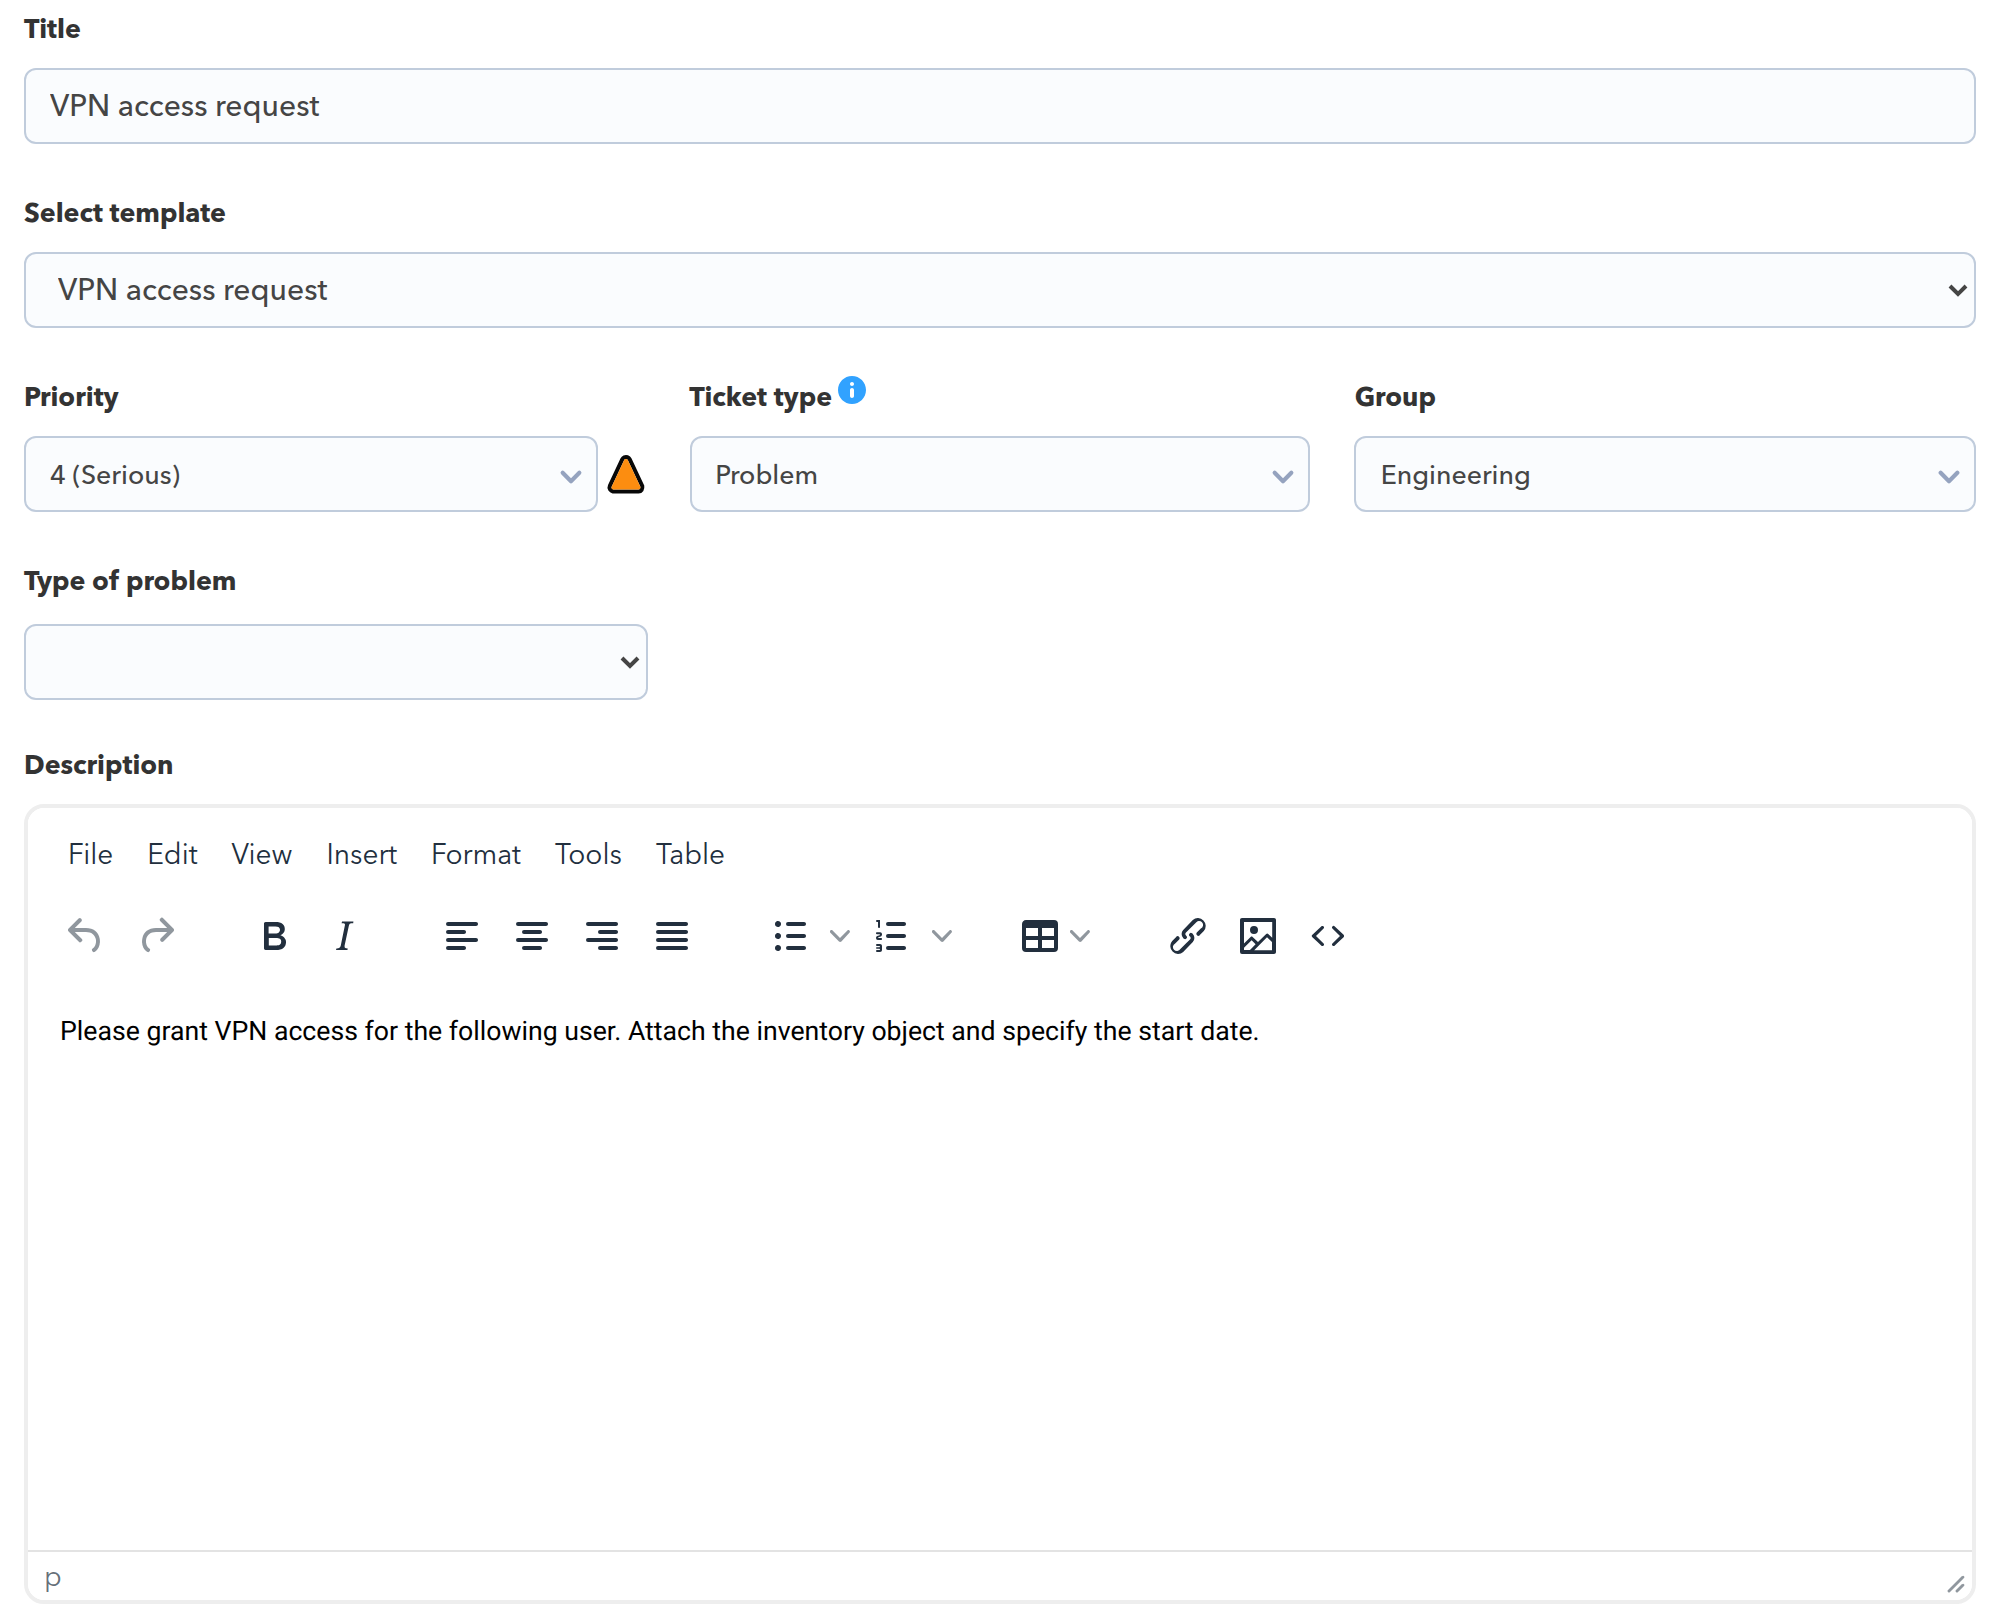 Title
VPN access request
Select template
VPN access request
Priority
Ticket type
Group
4 (Serious)
Problem
Engineering
Type of problem
Description
File Edit View Insert Format Tools Table
Please grant VPN access for the following user. Attach the inventory object and specify the start date.
p